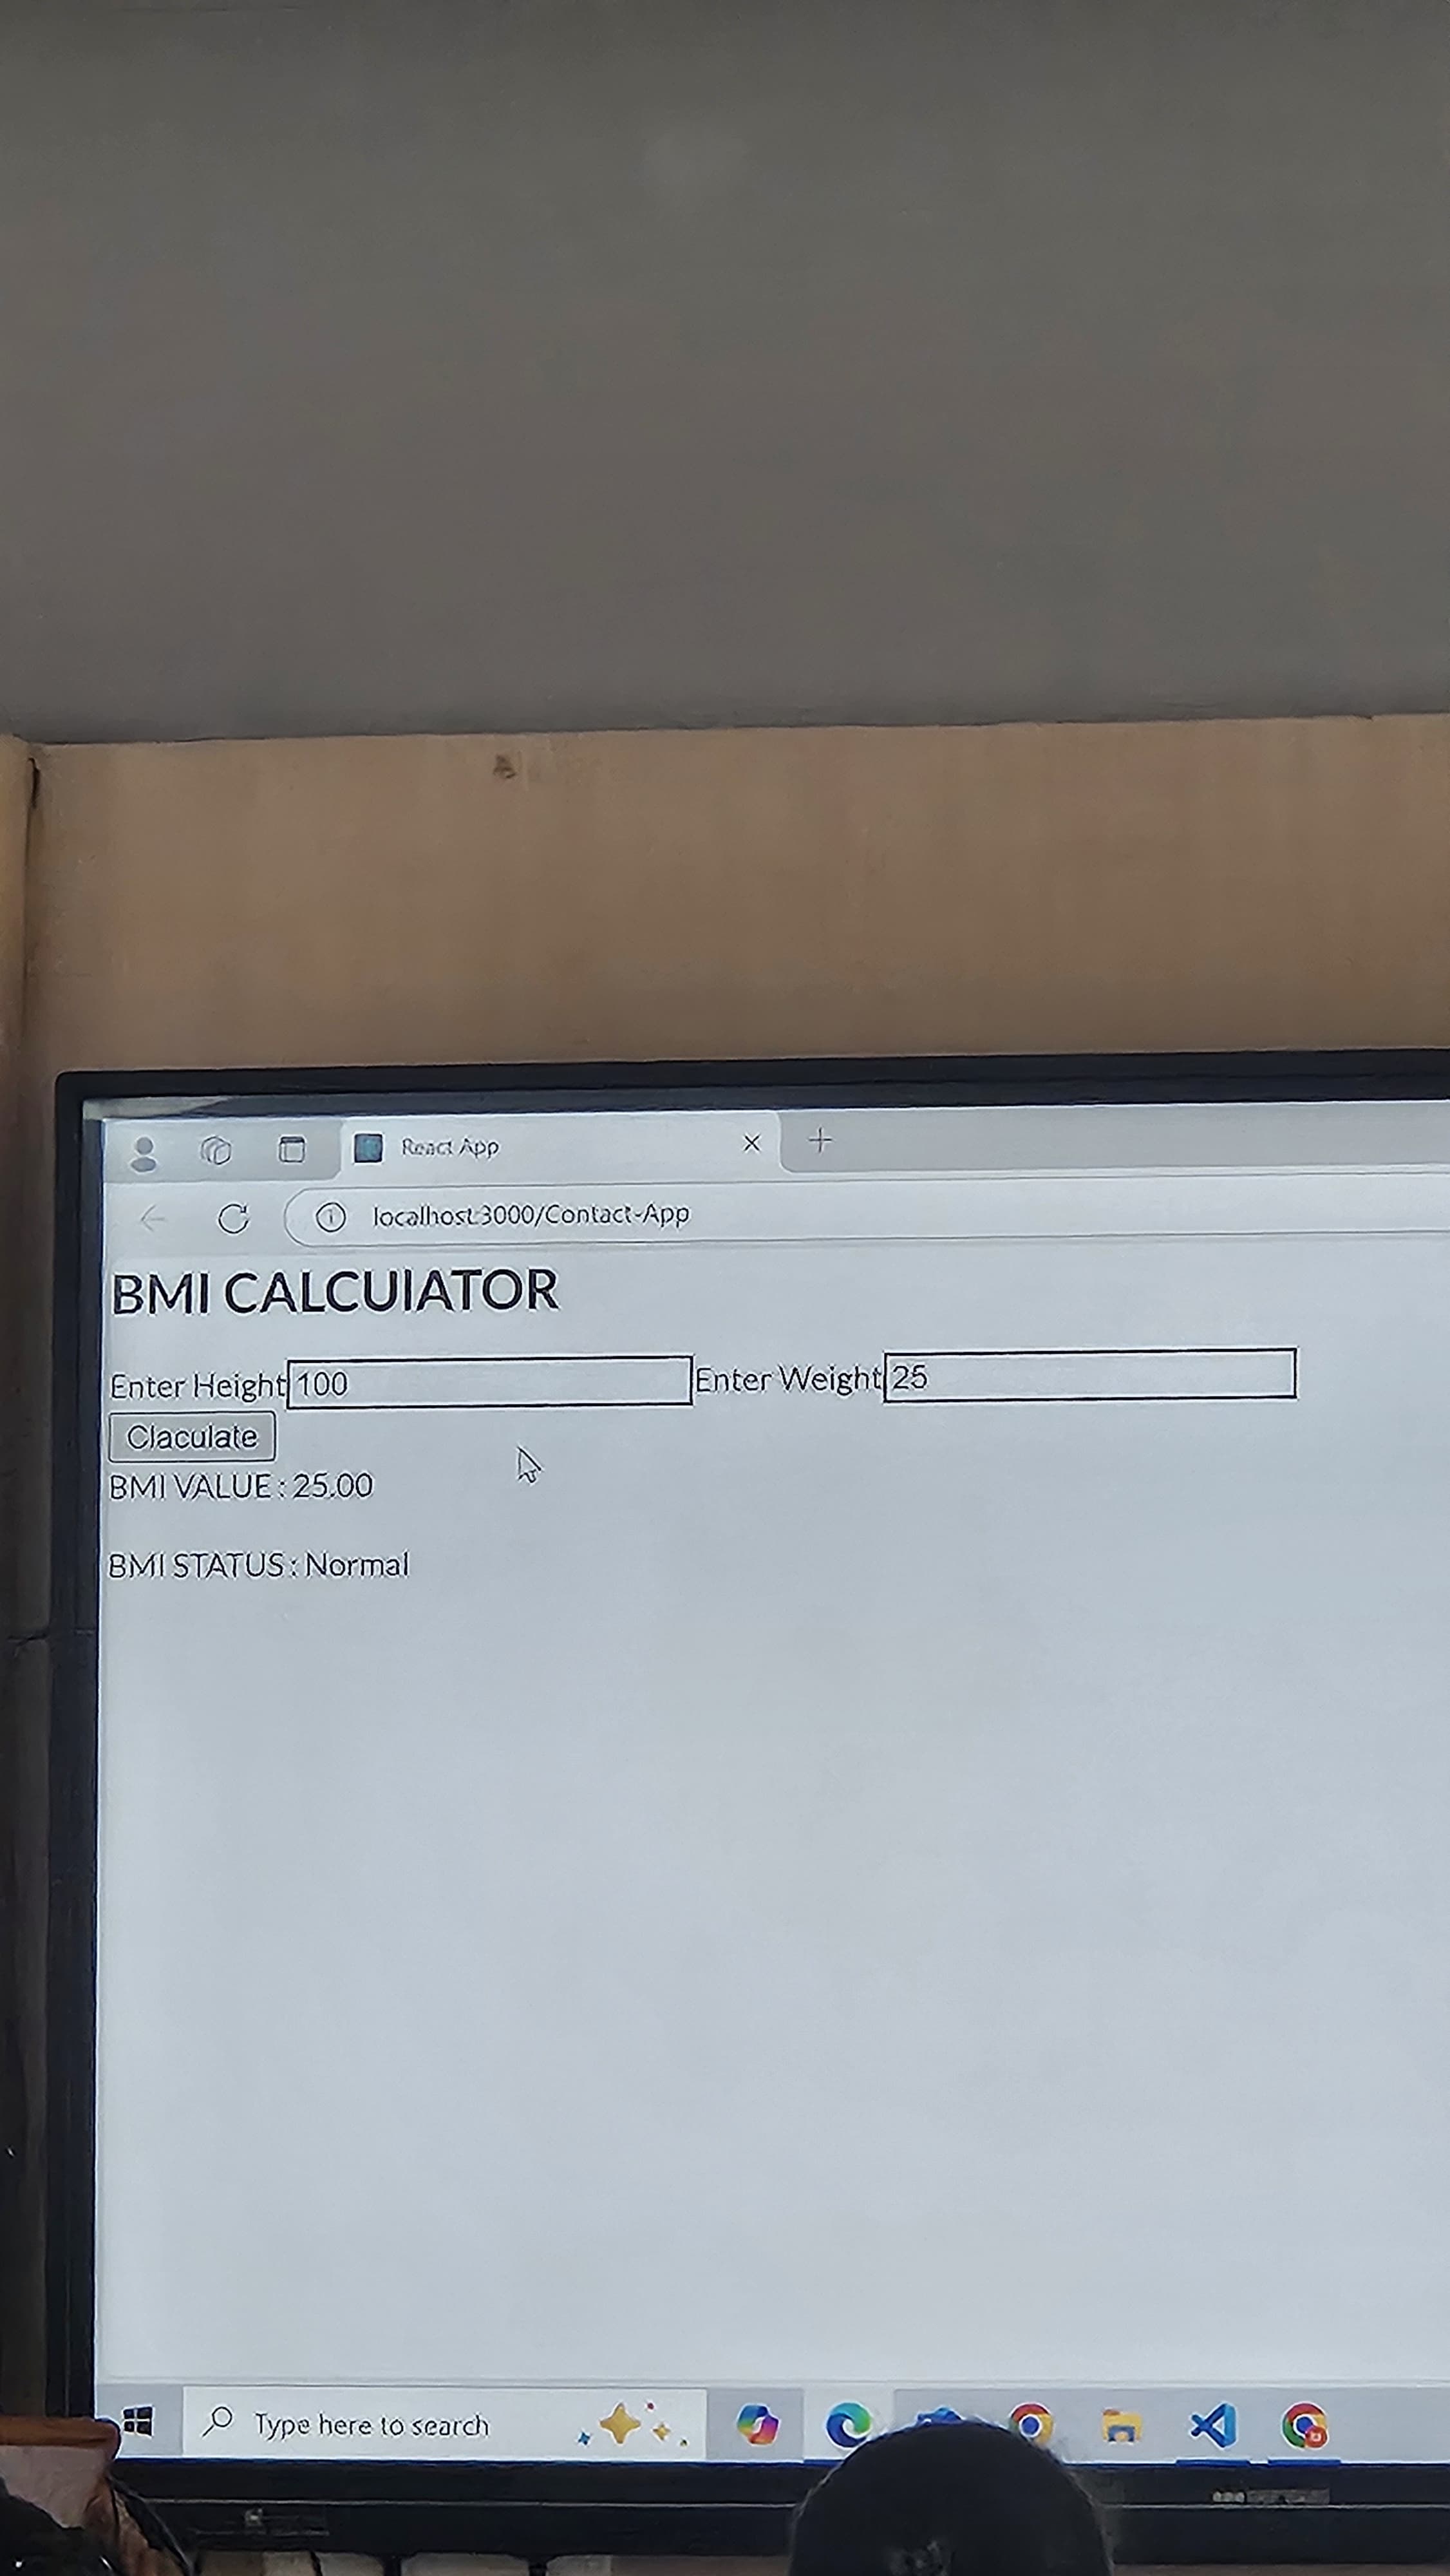 React App
localhost:3000/Contact-App
BMI CALCUlATOR
Enter Height 100 Enter Weight 25
Claculate
BMI VALUE : 25.00
BMI STATUS : Normal
Type here to search